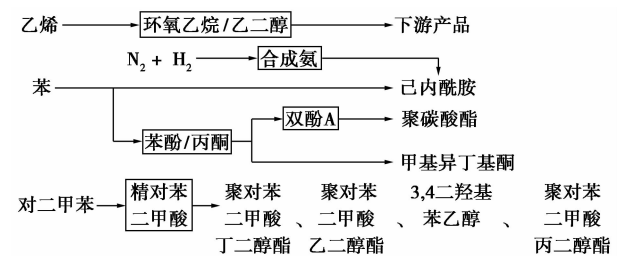 乙烯 环氧乙烷/乙二醇 下游产品
N₂ + H₂ 合成氨
苯 己内酰胺
双酚A 聚碳酸酯
苯酚/丙酮
甲基异丁基酮
精对苯 聚对苯 聚对苯 3,4二羟基 聚对苯
对二甲苯 二甲酸 二甲酸 、 二甲酸 、 苯乙醇 、 二甲酸
丁二醇酯 乙二醇酯 丙二醇酯